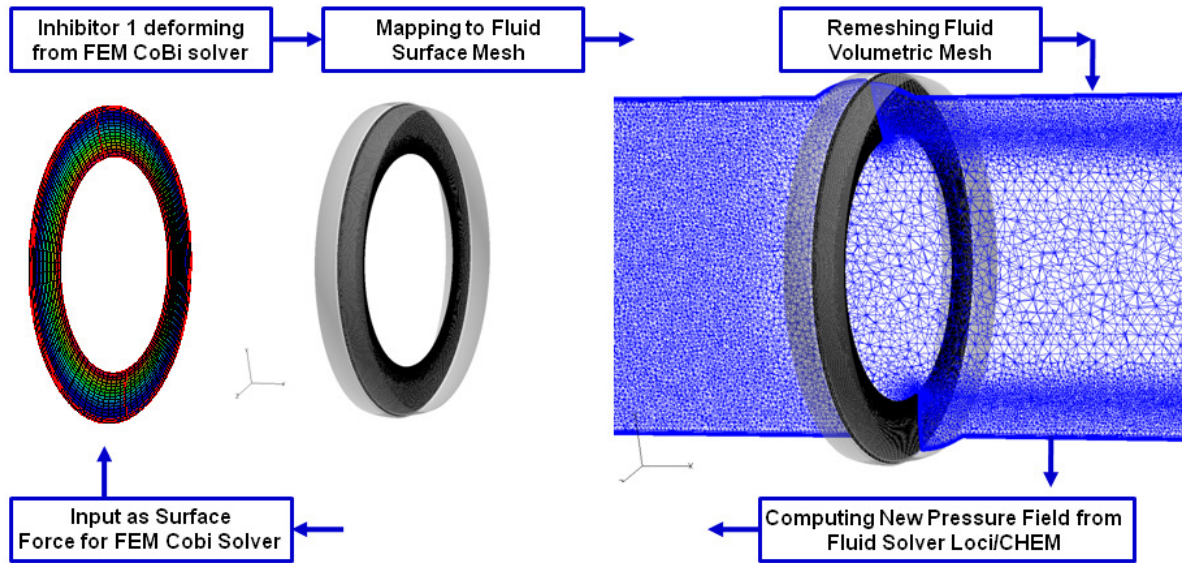 Inhibitor 1 deforming
from FEM CoBi solver
Mapping to Fluid
Surface Mesh
Remeshing Fluid
Volumetric Mesh
Input as Surface
Force for FEM Cobi Solver
Computing New Pressure Field from
Fluid Solver Loci/CHEM